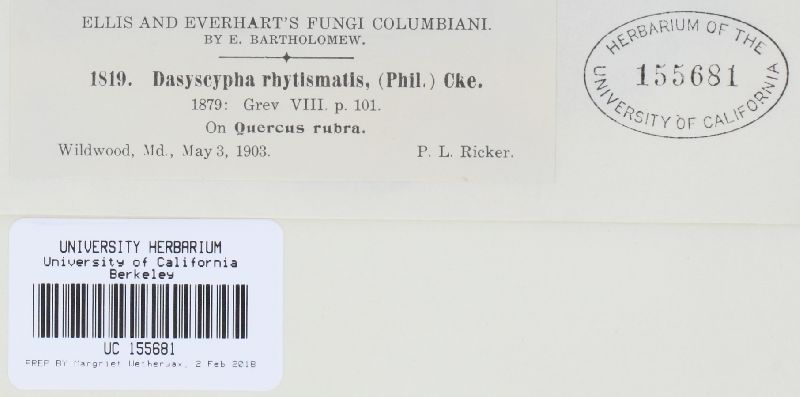 ELLIS AND EVERHART'S FUNGI COLUMBIANI.
BY E. BARTHOLOMEW.
1819. Dasyscypha rhytismatis, (Phil.) Cke.
1879: Grev VIII. p. 101.
On Quercus rubra.
Wildwood, Md., May 3, 1903. P. L. Ricker.
HERBARIUM OF THE
155681
UNIVERSITY OF CALIFORNIA
UNIVERSITY HERBARIUM
University of California
Berkeley
UC 155681
PREP BY Margriet Wetherwax, 2 Feb 2018